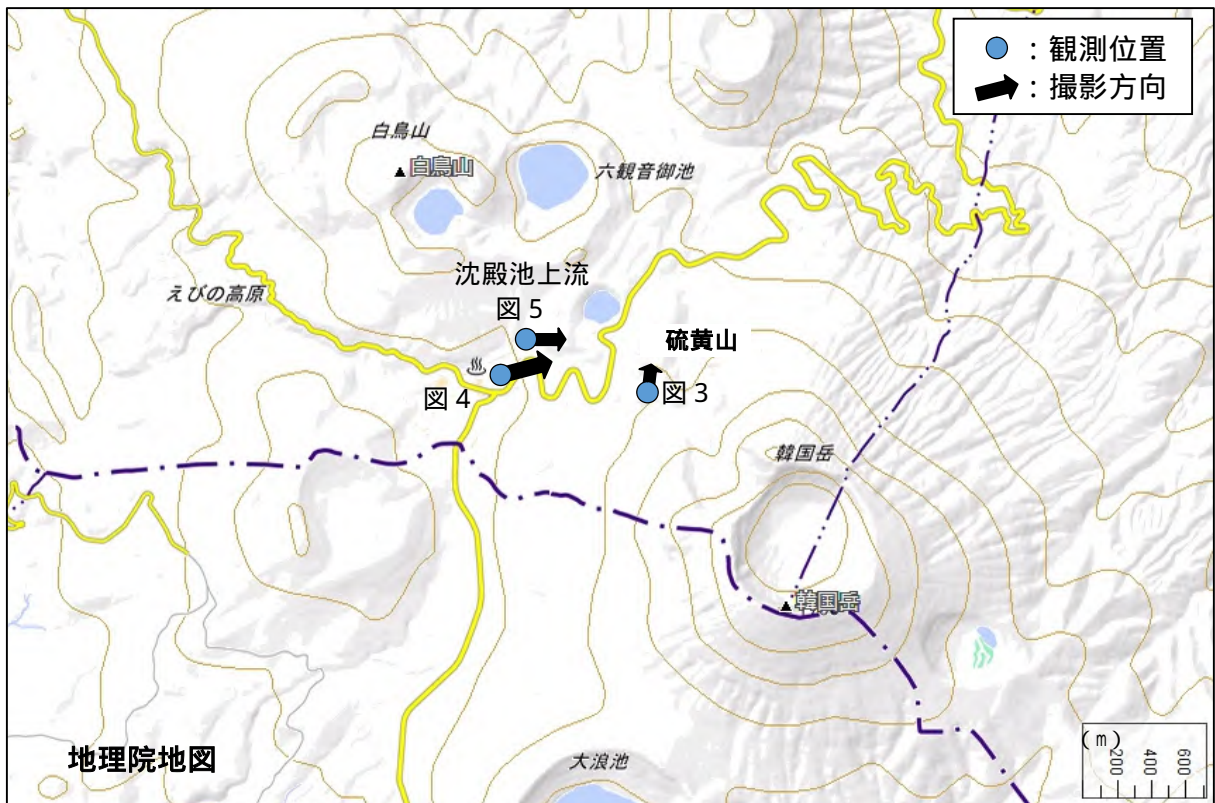 ：観測位置
：撮影方向
白鳥山
白鳥山
六観音御池
沈殿池上流
図 5
えびの高原
硫黄山
図 4
図 3
韓国岳
韓国岳
大浪池
地理院地図
(m)
200
400
600